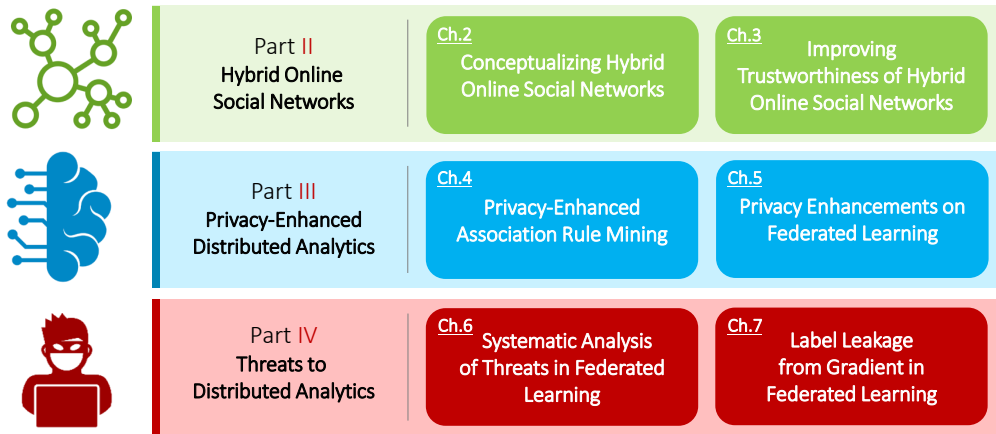 Part II
Hybrid Online
Social Networks
Ch.2
Conceptualizing Hybrid
Online Social Networks
Ch.3
Improving
Trustworthiness of Hybrid
Online Social Networks
Part III
Privacy-Enhanced
Distributed Analytics
Ch.4
Privacy-Enhanced
Association Rule Mining
Ch.5
Privacy Enhancements on
Federated Learning
Part IV
Threats to
Distributed Analytics
Ch.6
Systematic Analysis
of Threats in Federated
Learning
Ch.7
Label Leakage
from Gradient in
Federated Learning